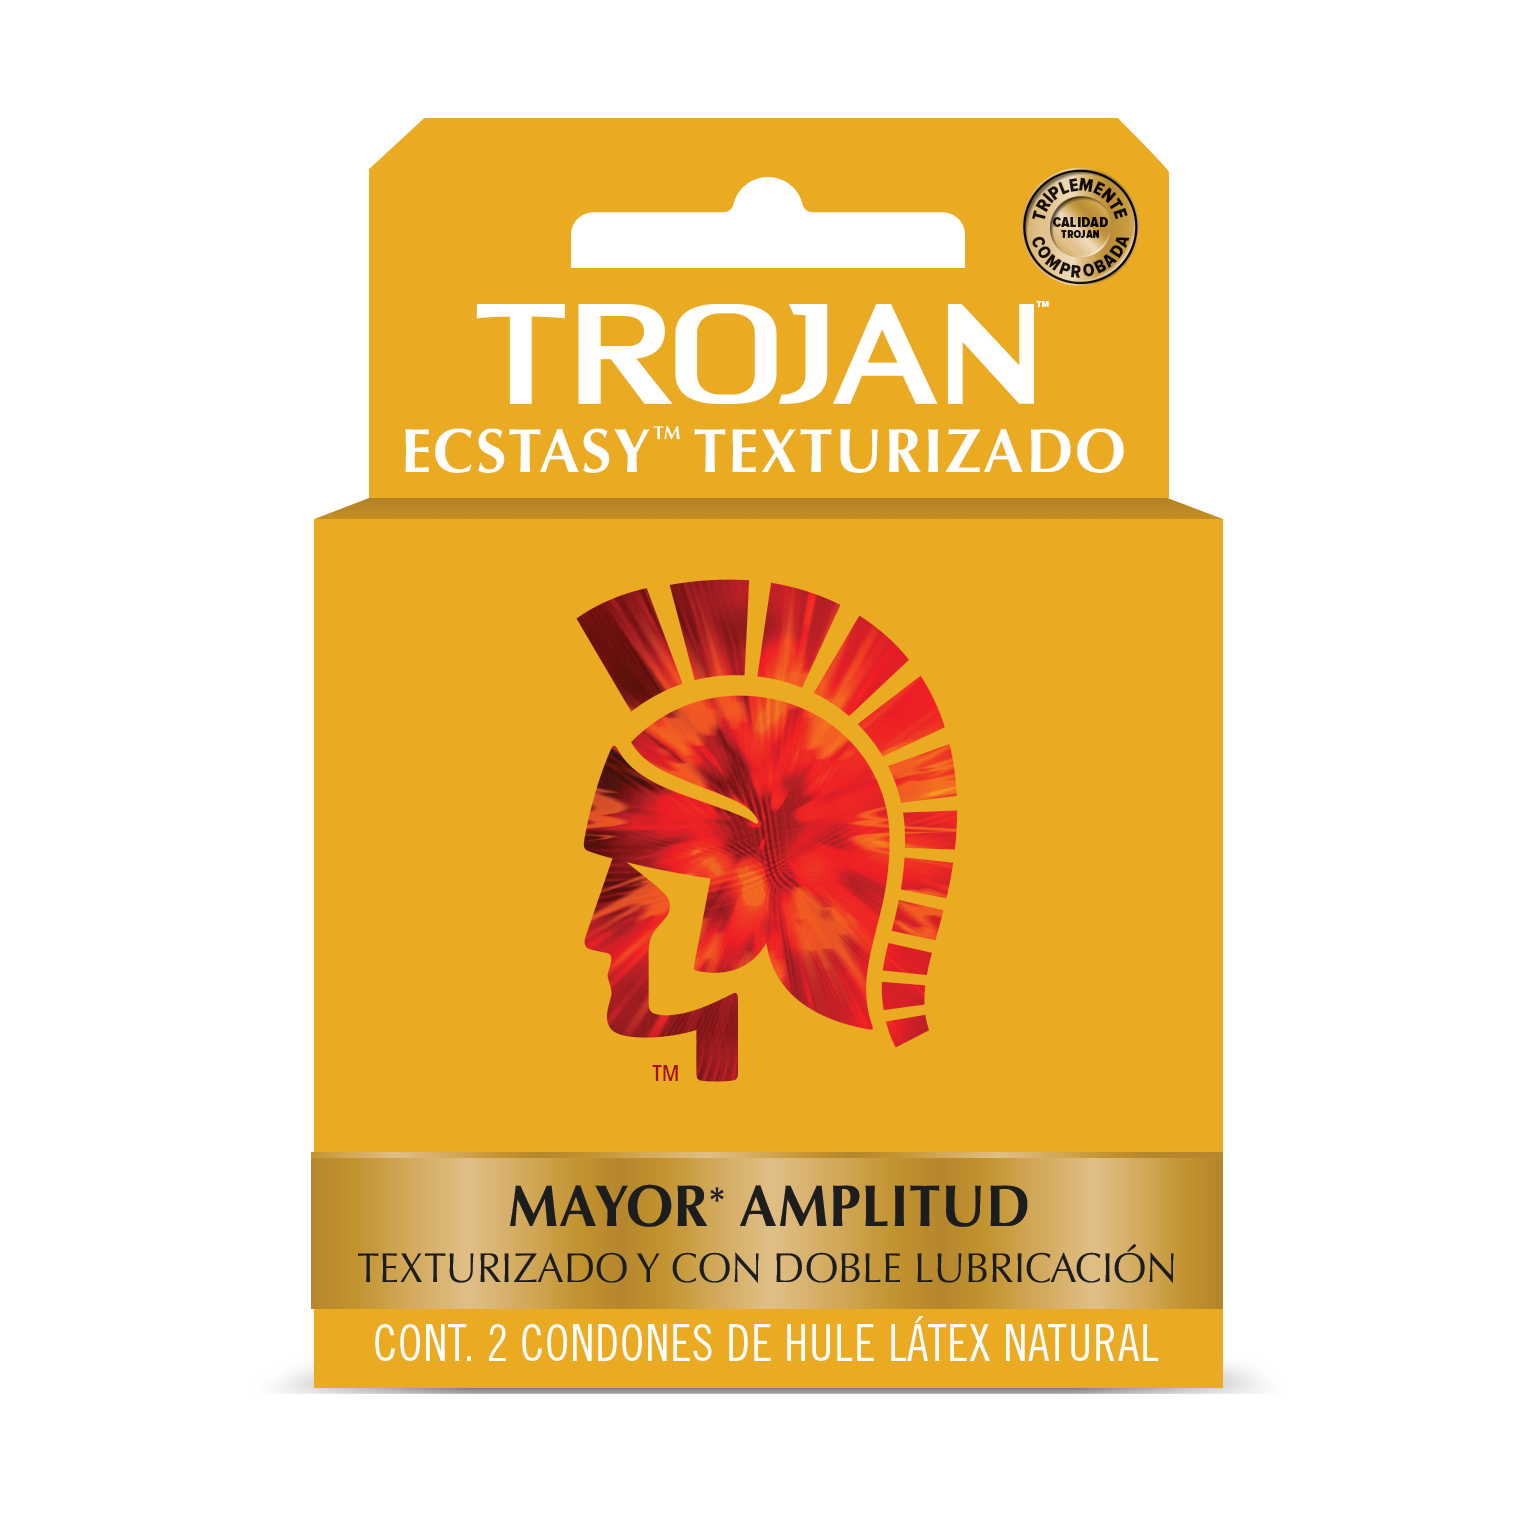 TRIPLEMENTE
CALIDAD
TROJAN
COMPROBADA
TROJAN™
ECSTASY™ TEXTURIZADO
TM
MAYOR* AMPLITUD
TEXTURIZADO Y CON DOBLE LUBRICACIÓN
CONT. 2 CONDONES DE HULE LÁTEX NATURAL